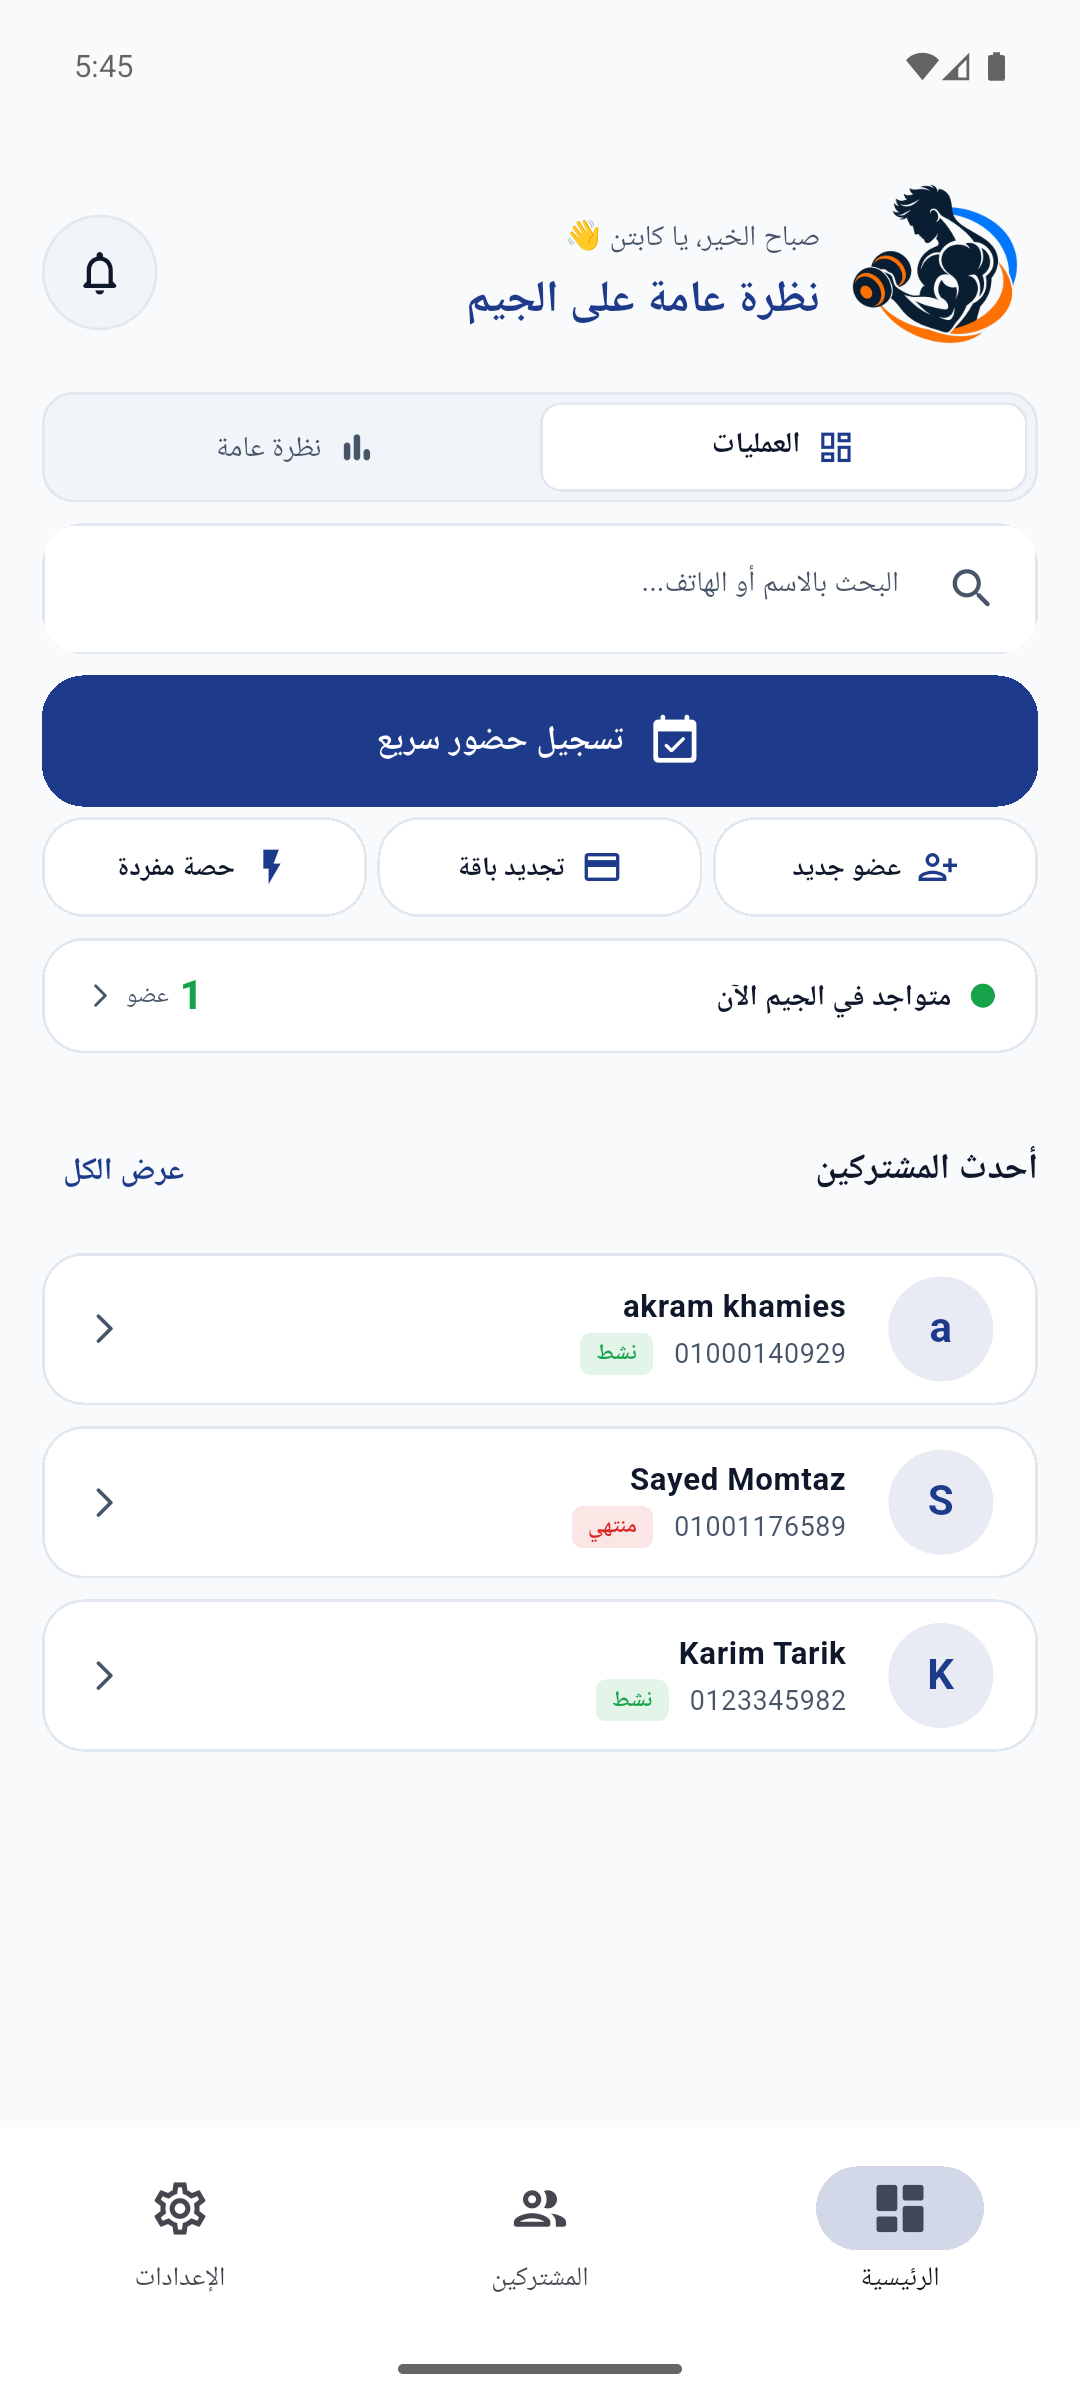 5:45
صباح الخير، يا كابتن 👋
نظرة عامة على الجيم
العمليات
نظرة عامة
البحث بالاسم أو الهاتف...
تسجيل حضور سريع
عضو جديد
تجديد باقة
حصة مفردة
متواجد في الجيم الآن
1 عضو
أحدث المشتركين
عرض الكل
a
akram khamies
01000140929
نشط
S
Sayed Momtaz
01001176589
منتهي
K
Karim Tarik
0123345982
نشط
الرئيسية
المشتركين
الإعدادات